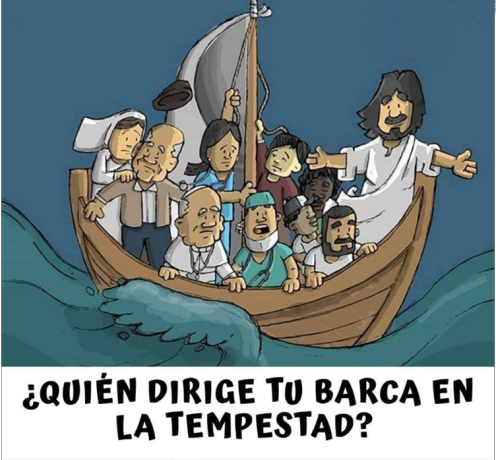 ¿QUIÉN DIRIGE TU BARCA EN
LA TEMPESTAD?